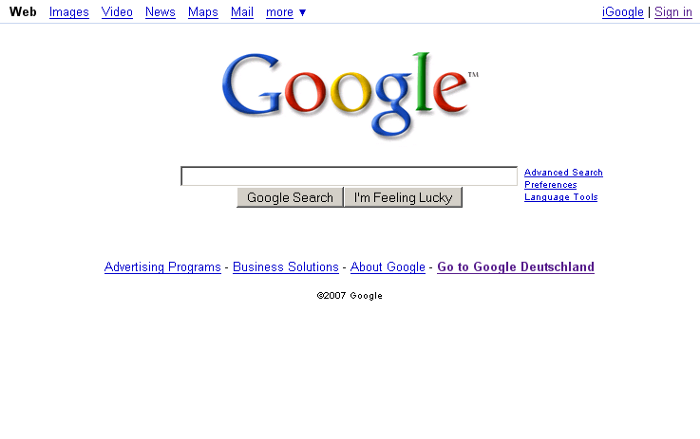 Web Images Video News Maps Mail more ▼ iGoogle | Sign in
Google™
Advanced Search
Preferences
Language Tools
Google Search I'm Feeling Lucky
Advertising Programs - Business Solutions - About Google - Go to Google Deutschland
©2007 Google